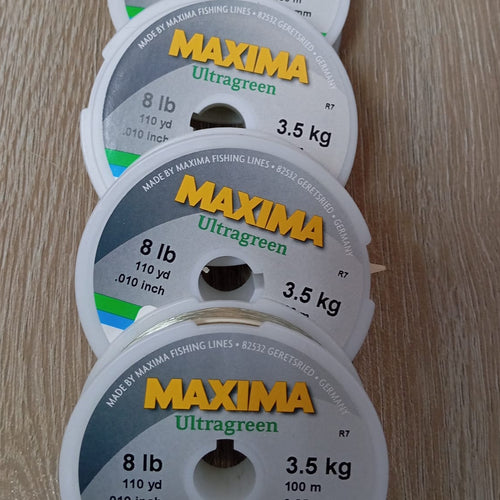 mm
MADE BY MAXIMA FISHING LINES • 82532 GERETSRIED • GERMANY
MAXIMA
Ultragreen
R7
8 lb
110 yd
.010 inch
3.5 kg
MADE BY MAXIMA FISHING LINES • 82532 GERETSRIED • GERMANY
MAXIMA
Ultragreen
R7
8 lb
110 yd
.010 inch
3.5 kg
MADE BY MAXIMA FISHING LINES • 82532 GERETSRIED • GERMANY
MAXIMA
Ultragreen
R7
8 lb
110 yd
3.5 kg
100 m